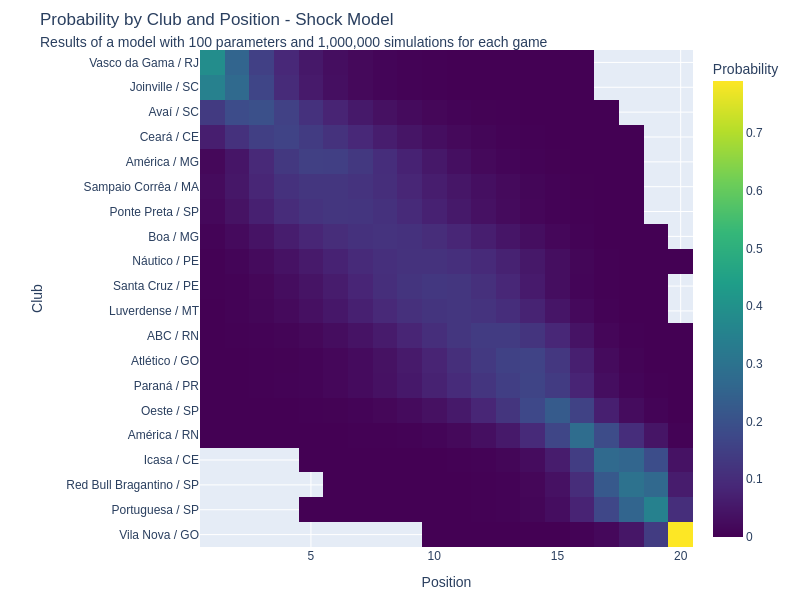 Probability by Club and Position - Shock Model
Results of a model with 100 parameters and 1,000,000 simulations for each game
Probability
Vasco da Gama / RJ
Joinville / SC
Avaí / SC
Ceará / CE
América / MG
Sampaio Corrêa / MA
Ponte Preta / SP
Boa / MG
Náutico / PE
Santa Cruz / PE
Luverdense / MT
ABC / RN
Atlético / GO
Paraná / PR
Oeste / SP
América / RN
Icasa / CE
Red Bull Bragantino / SP
Portuguesa / SP
Vila Nova / GO
Club
5
10
15
20
Position
0.7
0.6
0.5
0.4
0.3
0.2
0.1
0